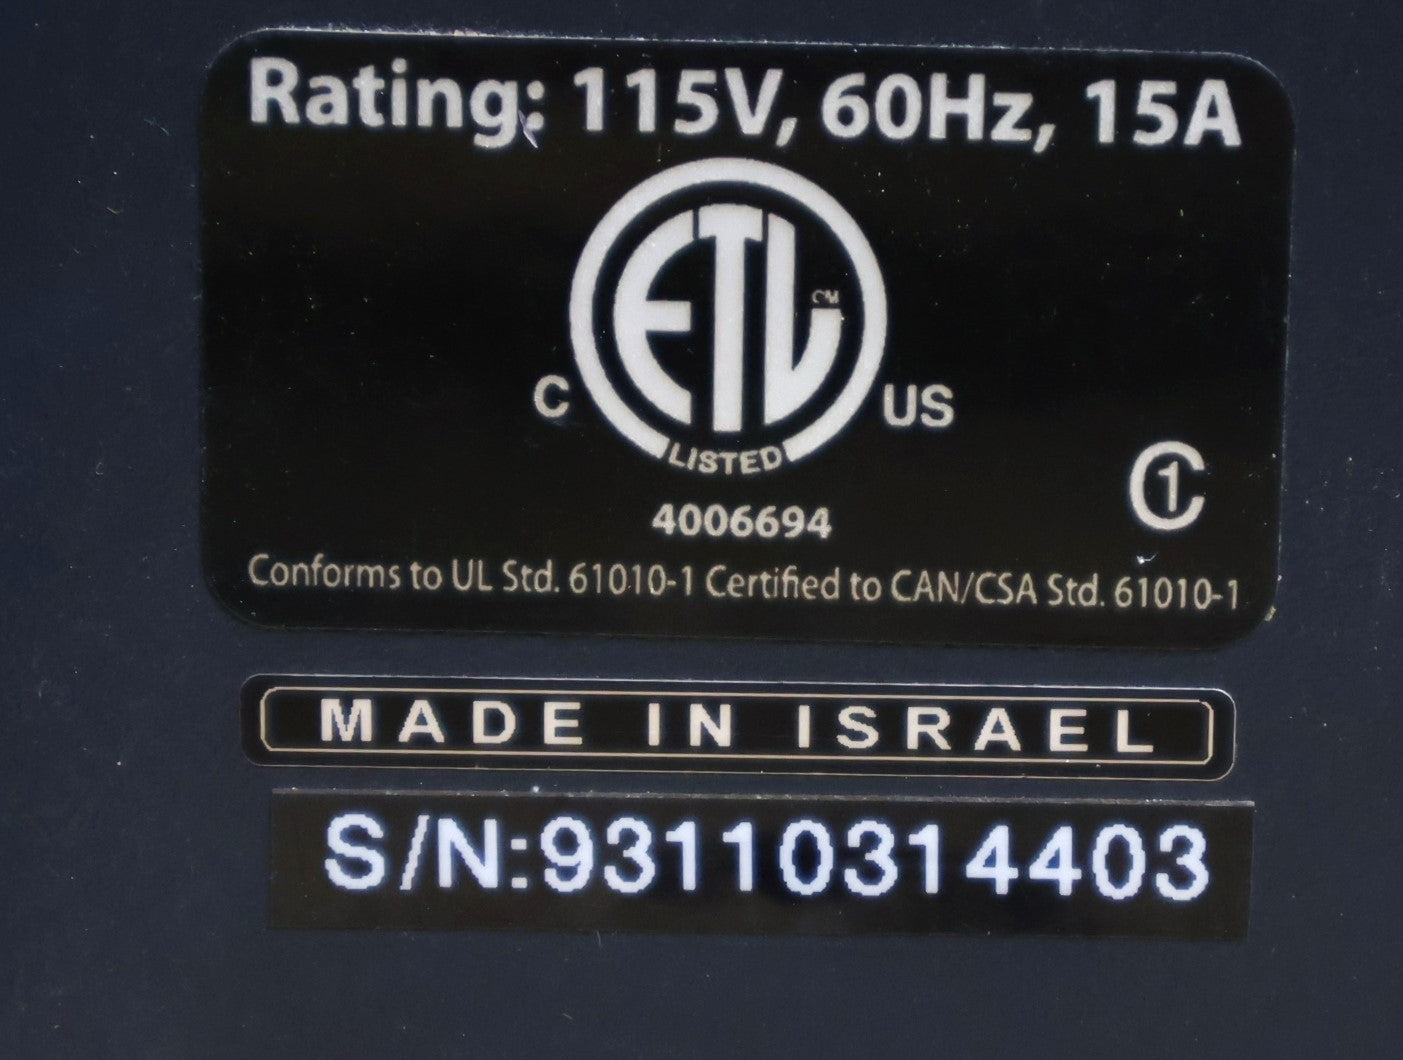 Rating: 115V, 60Hz, 15A
ETL CM
C US
LISTED
1
4006694
Conforms to UL Std. 61010-1 Certified to CAN/CSA Std. 61010-1
MADE IN ISRAEL
S/N:93110314403